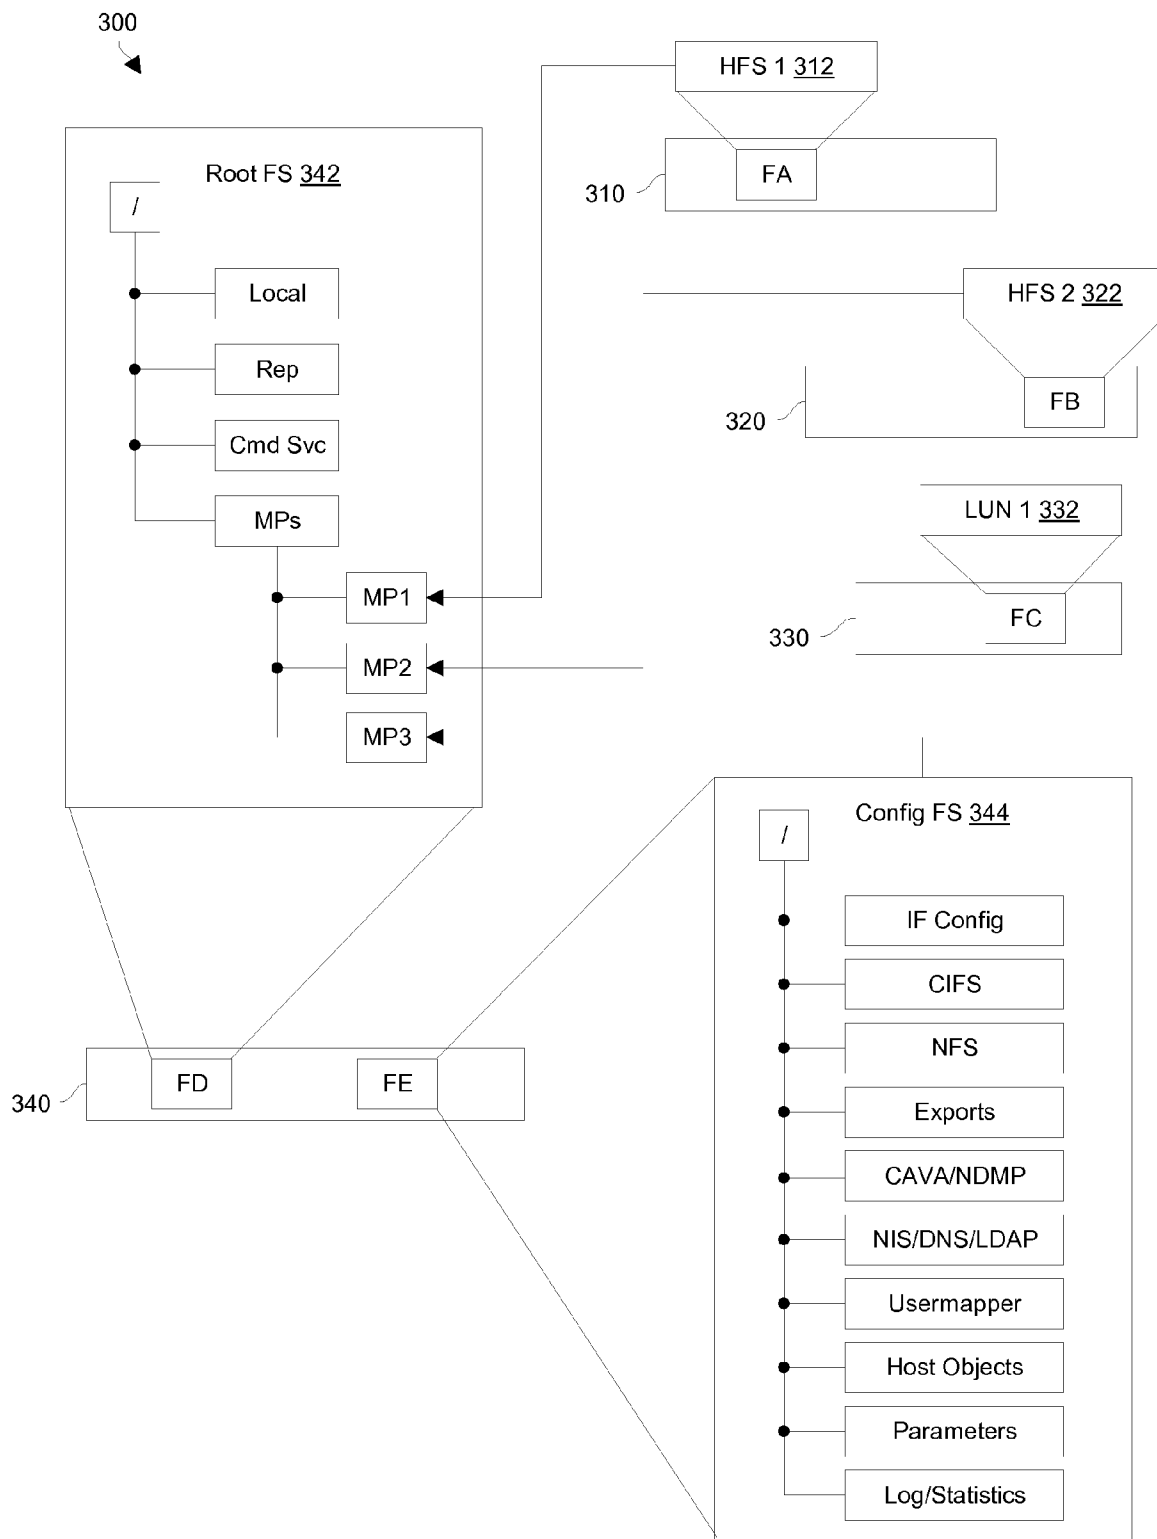 300
HFS 1 312
Root FS 342
FA
/
310
Local
HFS 2 322
Rep
FB
320
Cmd Svc
LUN 1 332
MPs
MP1
FC
330
MP2
MP3
Config FS 344
/
IF Config
CIFS
NFS
FD
FE
340
Exports
CAVA/NDMP
NIS/DNS/LDAP
Usermapper
Host Objects
Parameters
Log/Statistics